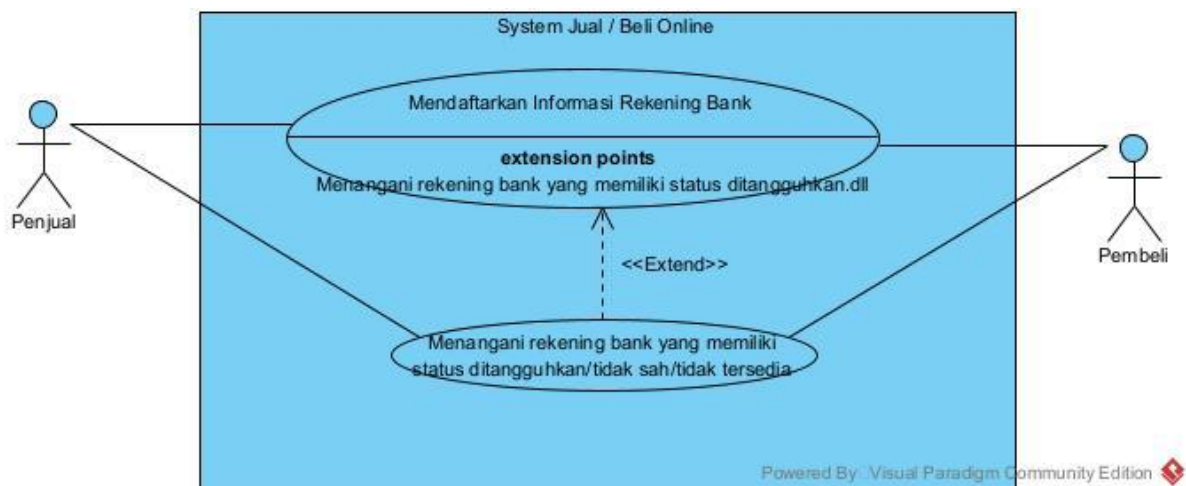 System Jual / Beli Online
Mendaftarkan Informasi Rekening Bank
extension points
Menangani rekening bank yang memiliki status ditangguhkan.dll
Penjual
Pembeli
<<Extend>>
Menangani rekening bank yang memiliki
status ditangguhkan/tidak sah/tidak tersedia
Powered By Visual Paradigm Community Edition